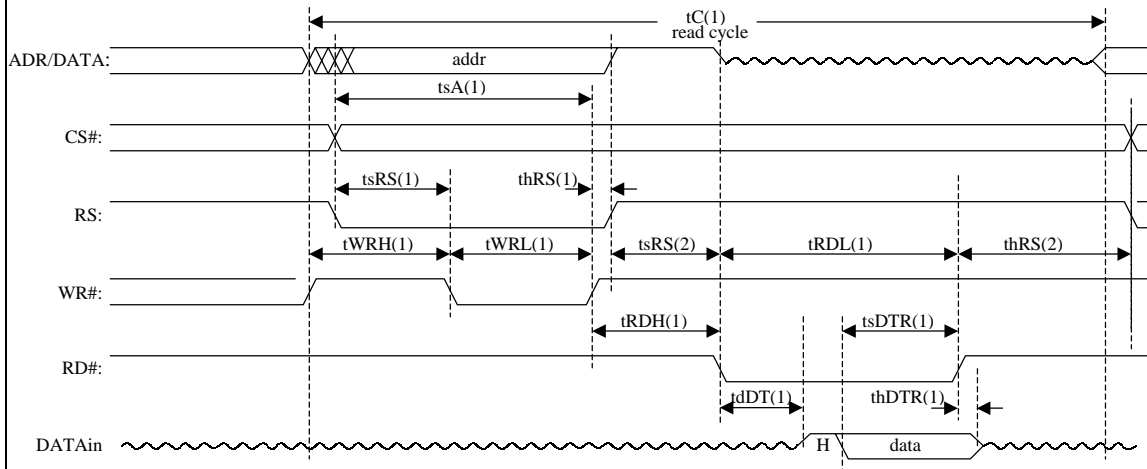 tC(1)
read cycle
ADR/DATA:
addr
tsA(1)
CS#:
tsRS(1)
thRS(1)
RS:
tWRH(1)
tWRL(1)
tsRS(2)
tRDL(1)
thRS(2)
WR#:
tRDH(1)
tsDTR(1)
RD#:
tdDT(1)
thDTR(1)
DATAin
H
data